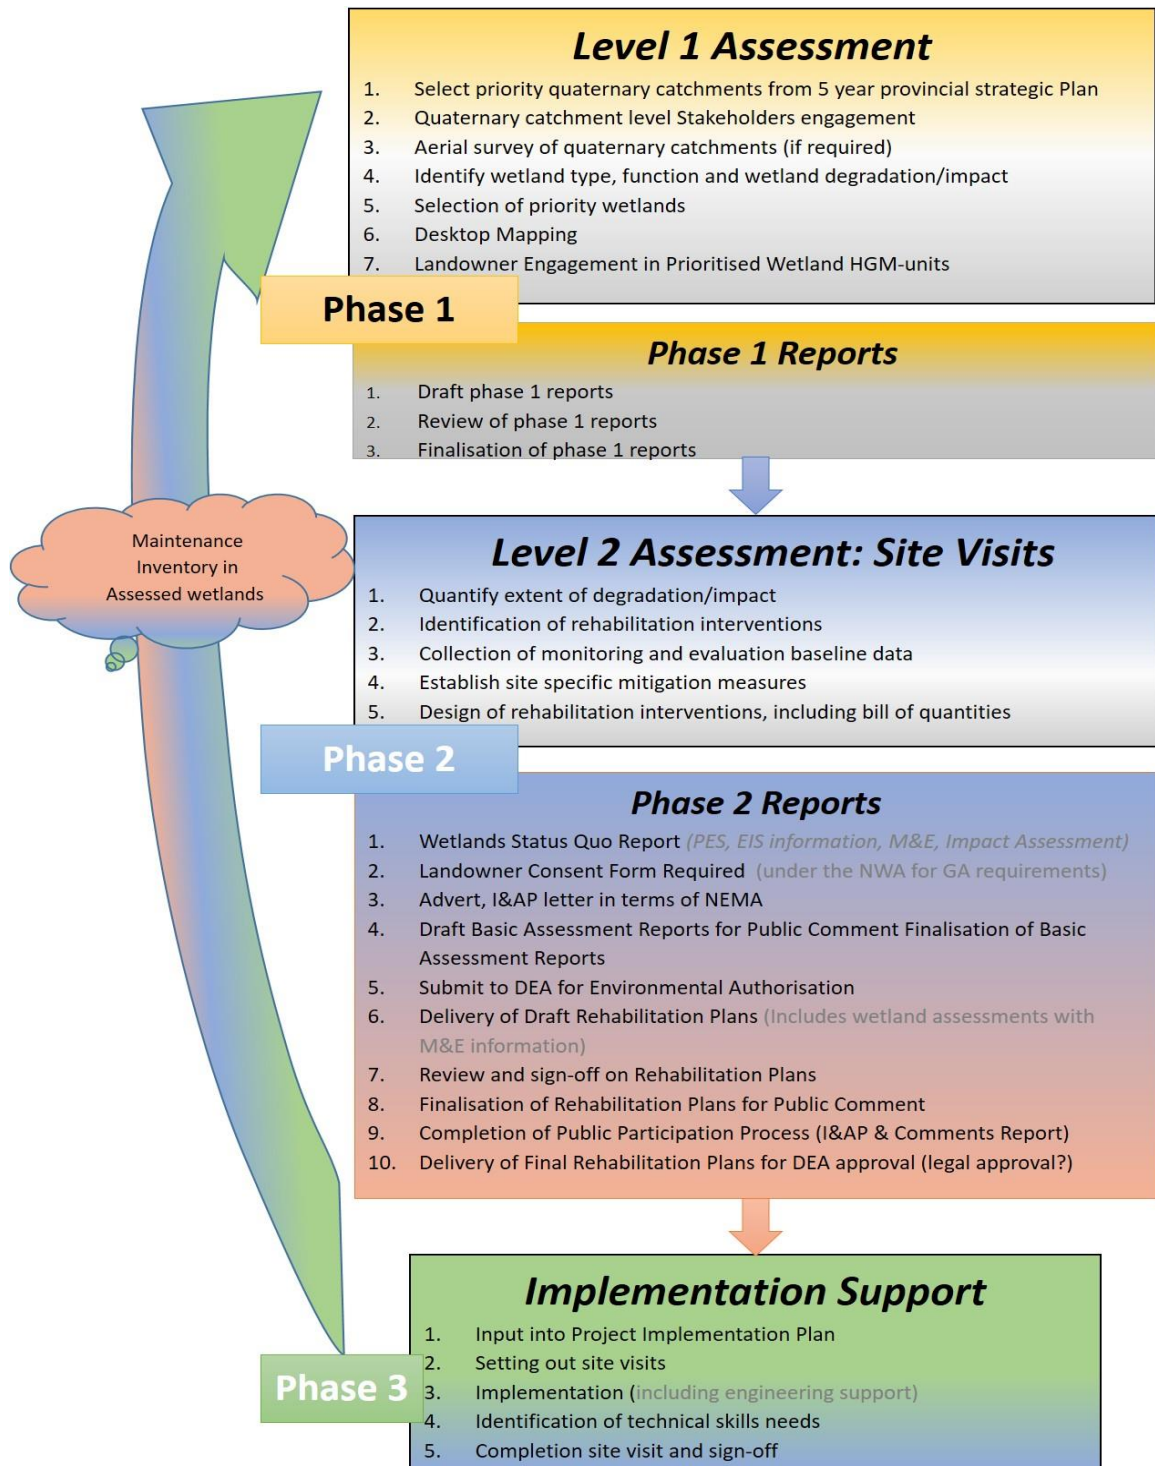 Level 1 Assessment
1. Select priority quaternary catchments from 5 year provincial strategic Plan
2. Quaternary catchment level Stakeholders engagement
3. Aerial survey of quaternary catchments (if required)
4. Identify wetland type, function and wetland degradation/impact
5. Selection of priority wetlands
6. Desktop Mapping
7. Landowner Engagement in Prioritised Wetland HGM-units
Phase 1
Phase 1 Reports
1. Draft phase 1 reports
2. Review of phase 1 reports
3. Finalisation of phase 1 reports
Maintenance
Inventory in
Assessed wetlands
Level 2 Assessment: Site Visits
1. Quantify extent of degradation/impact
2. Identification of rehabilitation interventions
3. Collection of monitoring and evaluation baseline data
4. Establish site specific mitigation measures
5. Design of rehabilitation interventions, including bill of quantities
Phase 2
Phase 2 Reports
1. Wetlands Status Quo Report (PES, EIS information, M&E, Impact Assessment)
2. Landowner Consent Form Required (under the NWA for GA requirements)
3. Advert, I&AP letter in terms of NEMA
4. Draft Basic Assessment Reports for Public Comment Finalisation of Basic
Assessment Reports
5. Submit to DEA for Environmental Authorisation
6. Delivery of Draft Rehabilitation Plans (Includes wetland assessments with
M&E information)
7. Review and sign-off on Rehabilitation Plans
8. Finalisation of Rehabilitation Plans for Public Comment
9. Completion of Public Participation Process (I&AP & Comments Report)
10. Delivery of Final Rehabilitation Plans for DEA approval (legal approval?)
Implementation Support
1. Input into Project Implementation Plan
2. Setting out site visits
Phase 3
3. Implementation (including engineering support)
4. Identification of technical skills needs
5. Completion site visit and sign-off